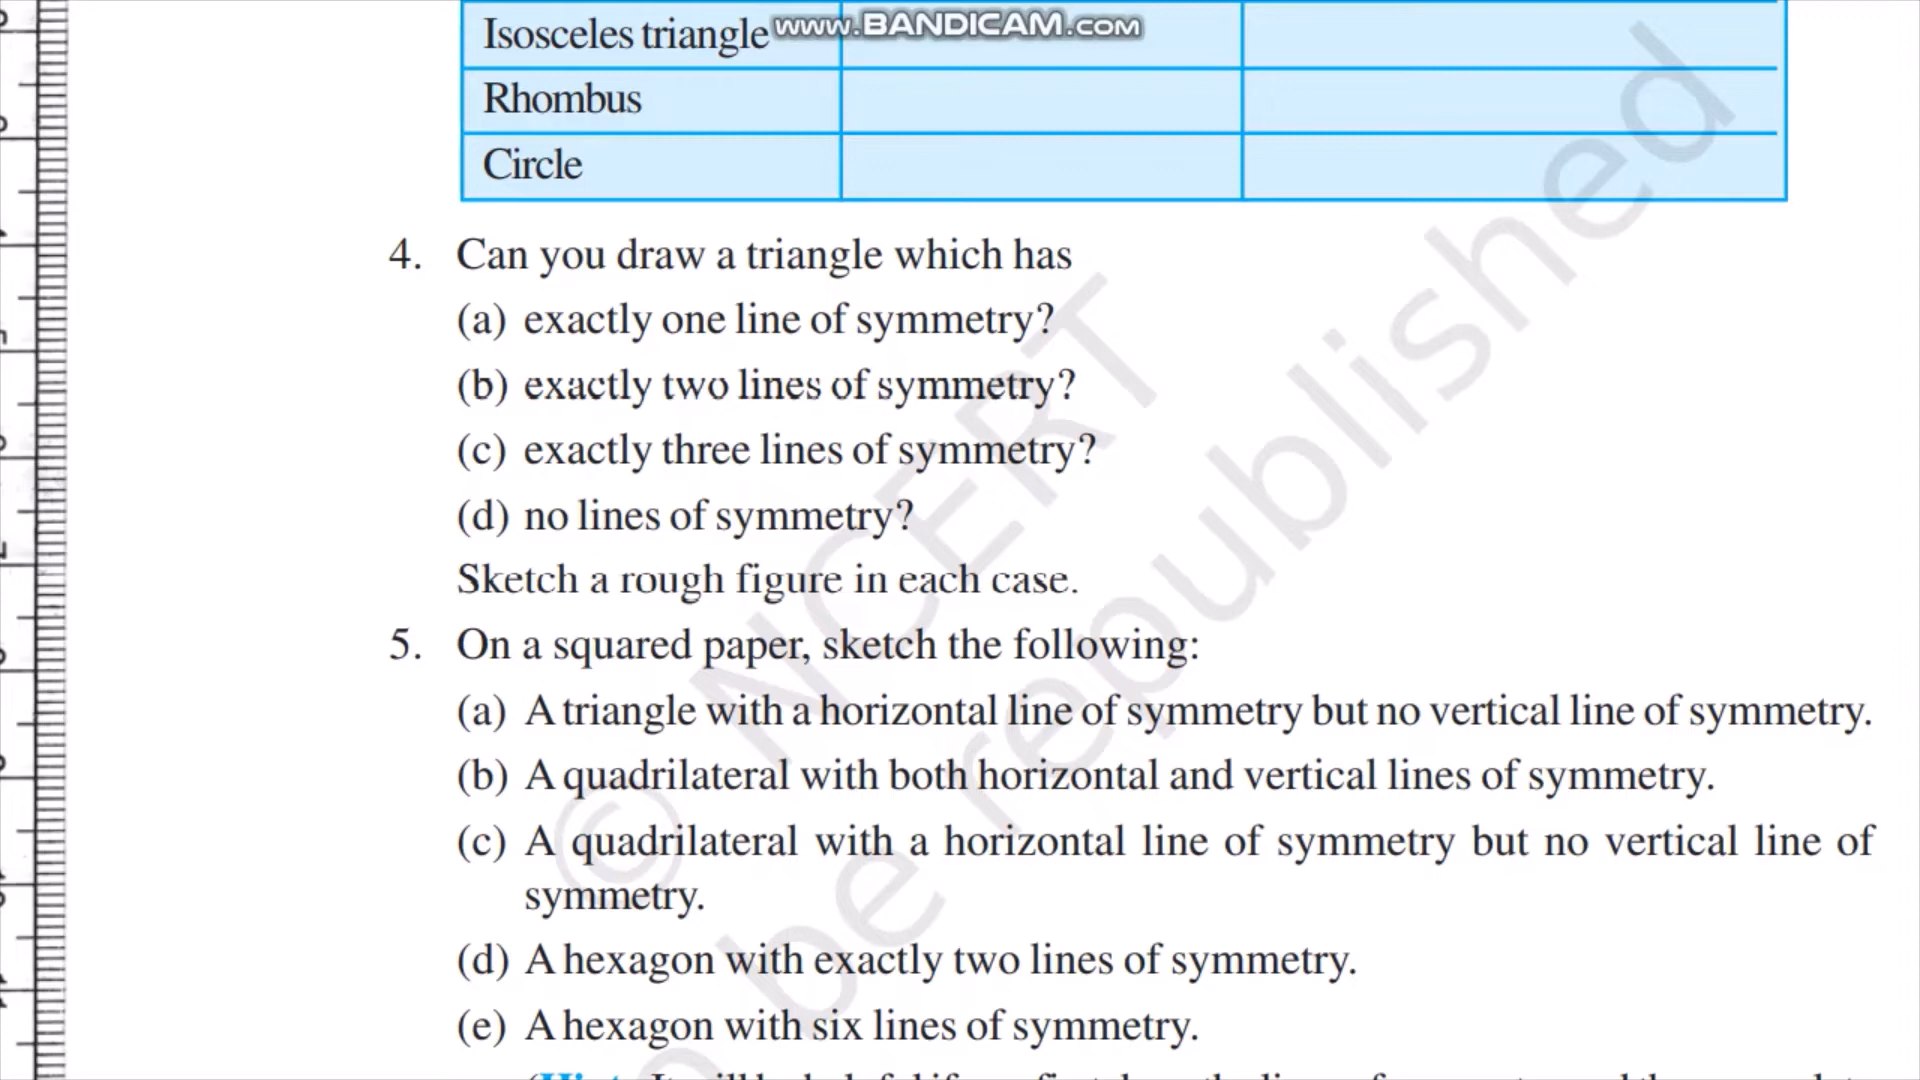 Isosceles triangle
www.BANDICAM.com
Rhombus
Circle
4. Can you draw a triangle which has
(a) exactly one line of symmetry?
(b) exactly two lines of symmetry?
(c) exactly three lines of symmetry?
(d) no lines of symmetry?
Sketch a rough figure in each case.
5. On a squared paper, sketch the following:
(a) A triangle with a horizontal line of symmetry but no vertical line of symmetry.
(b) A quadrilateral with both horizontal and vertical lines of symmetry.
(c) A quadrilateral with a horizontal line of symmetry but no vertical line of
symmetry.
(d) A hexagon with exactly two lines of symmetry.
(e) A hexagon with six lines of symmetry.
© NCERT
be republished